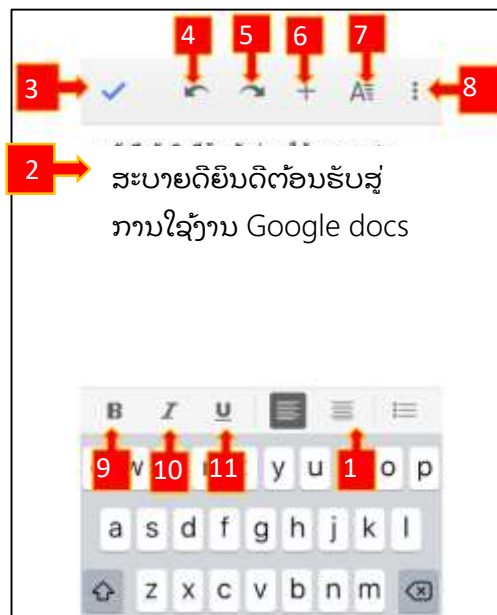 4 5 6 7
3 8
2
ສະບາຍດີຍິນດີຕ້ອນຮັບສູ່
ການໃຊ້ງານ Google docs
B I U
9 10 11 1
y u o p
a s d f g h j k l
z x c v b n m